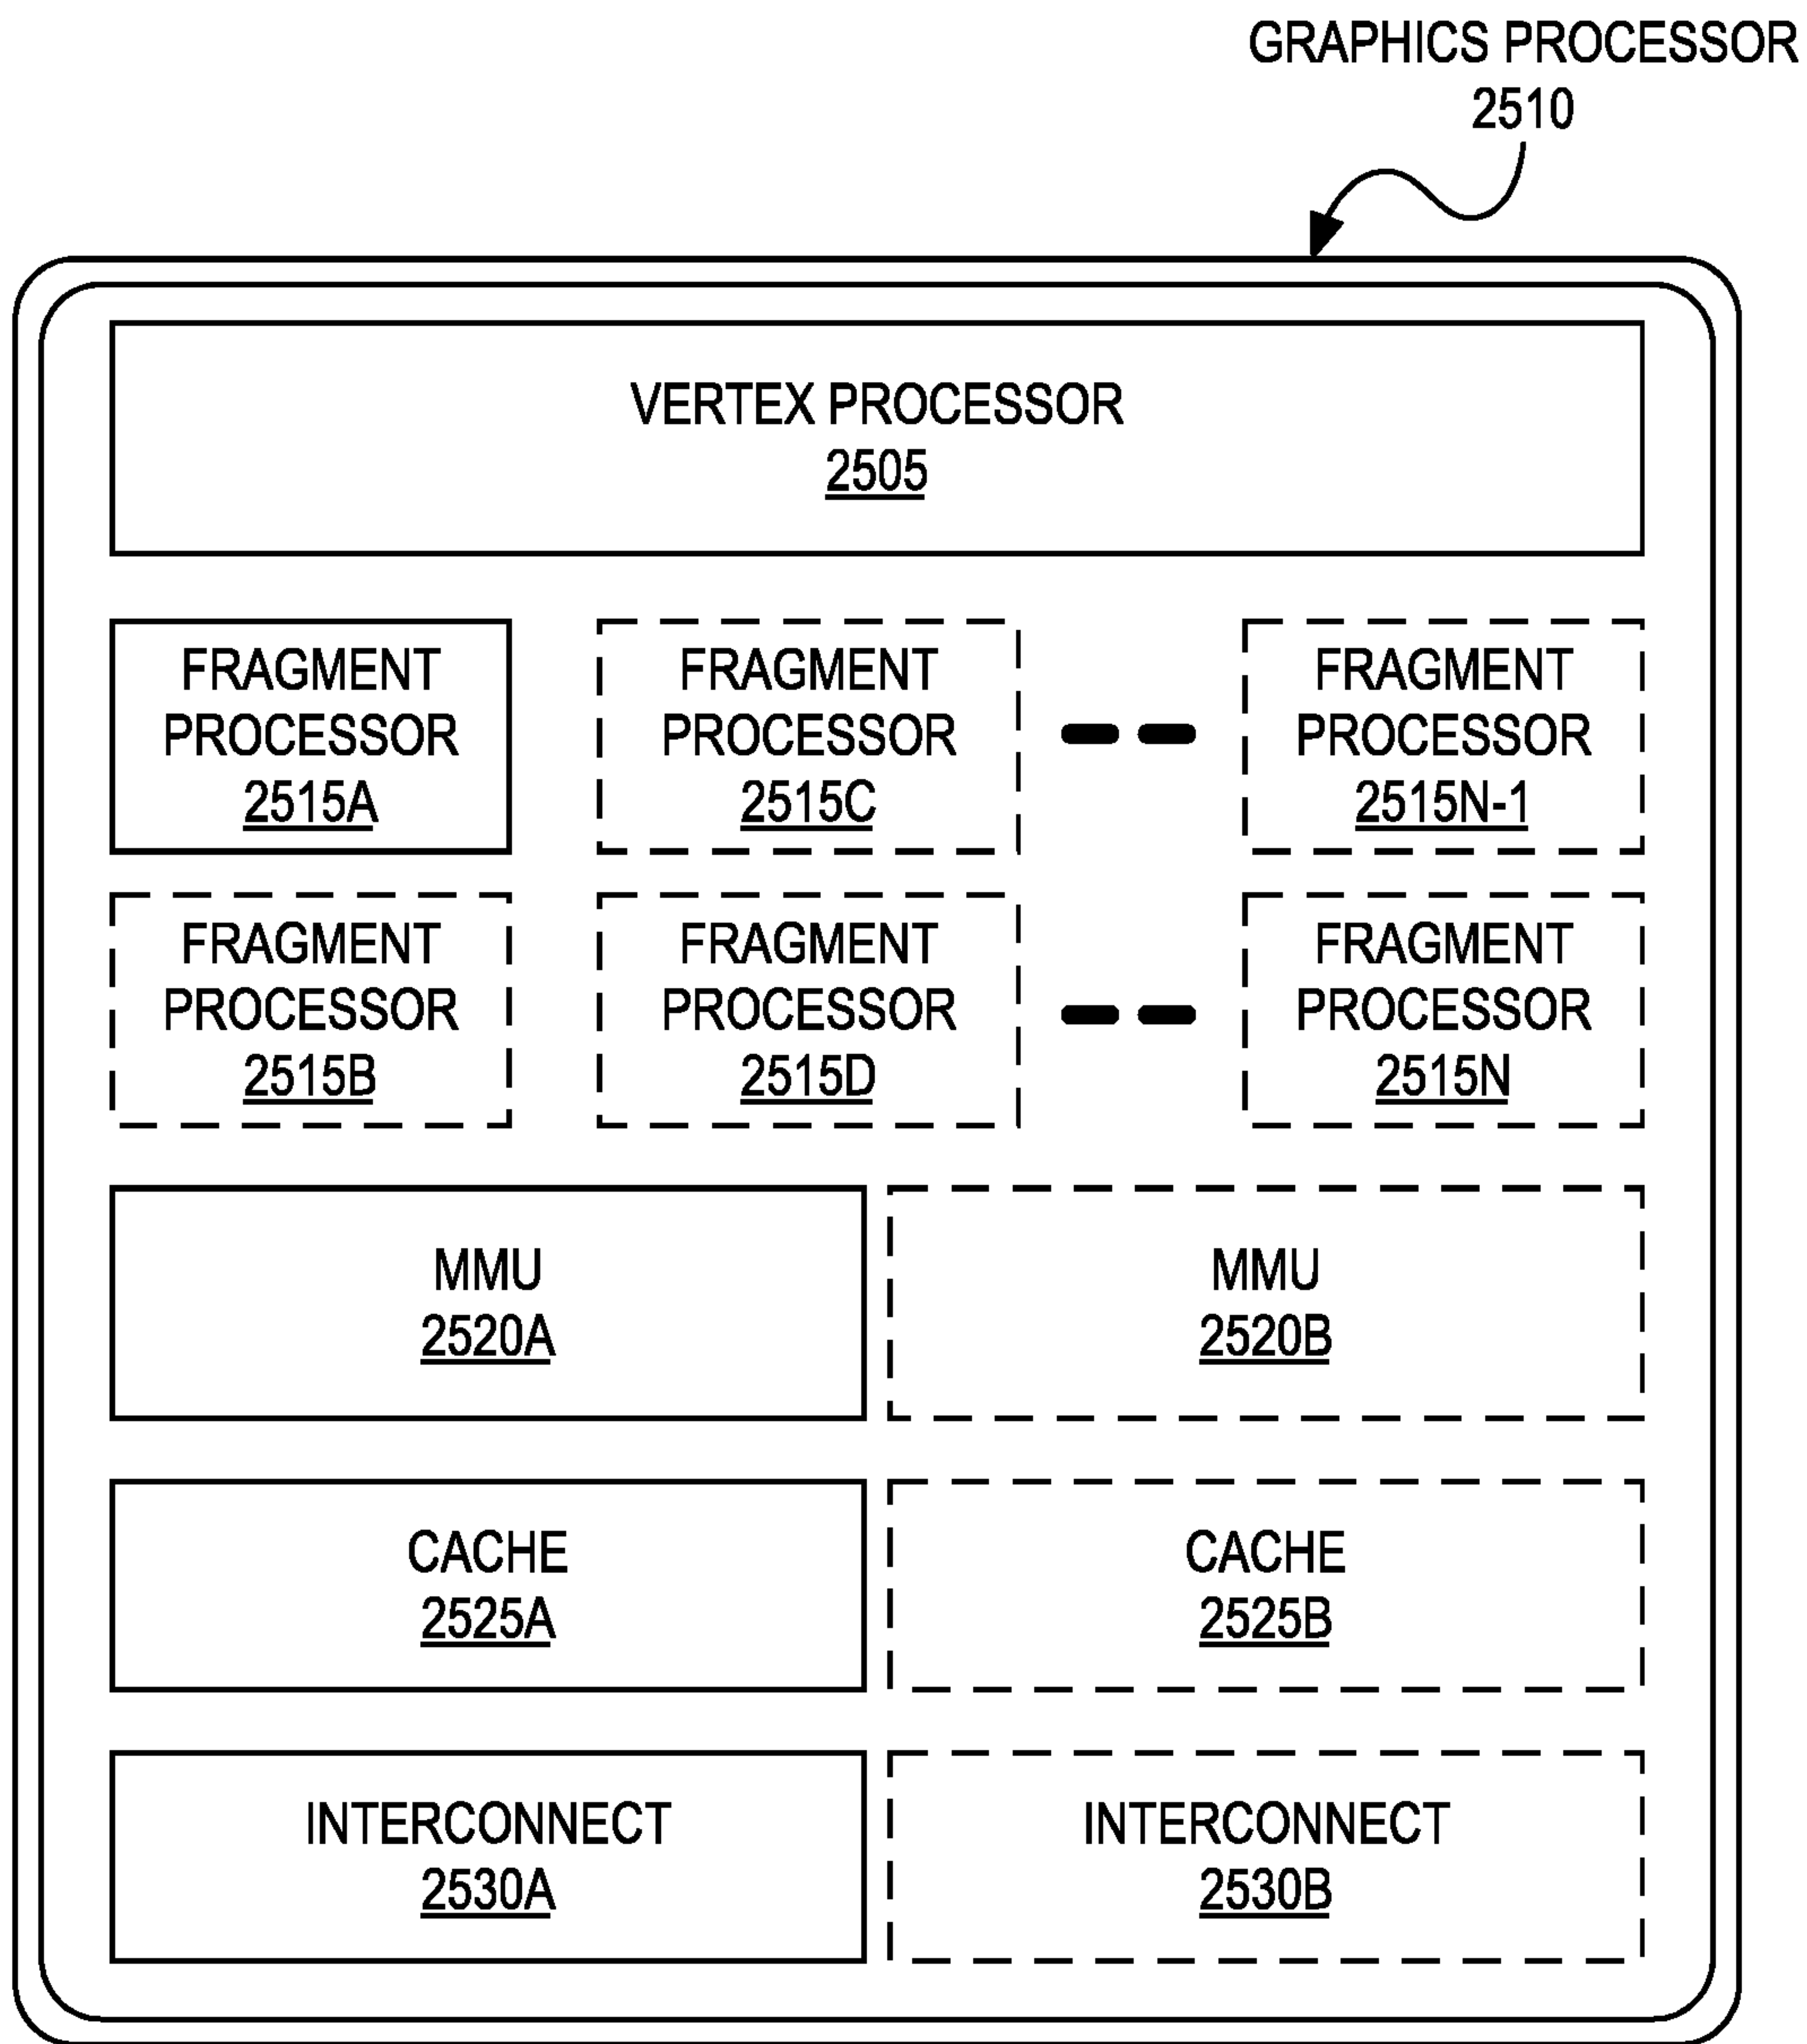 GRAPHICS PROCESSOR
2510
VERTEX PROCESSOR
2505
FRAGMENT
PROCESSOR
2515A
FRAGMENT
PROCESSOR
2515C
FRAGMENT
PROCESSOR
2515N-1
FRAGMENT
PROCESSOR
2515B
FRAGMENT
PROCESSOR
2515D
FRAGMENT
PROCESSOR
2515N
MMU
2520A
MMU
2520B
CACHE
2525A
CACHE
2525B
INTERCONNECT
2530A
INTERCONNECT
2530B